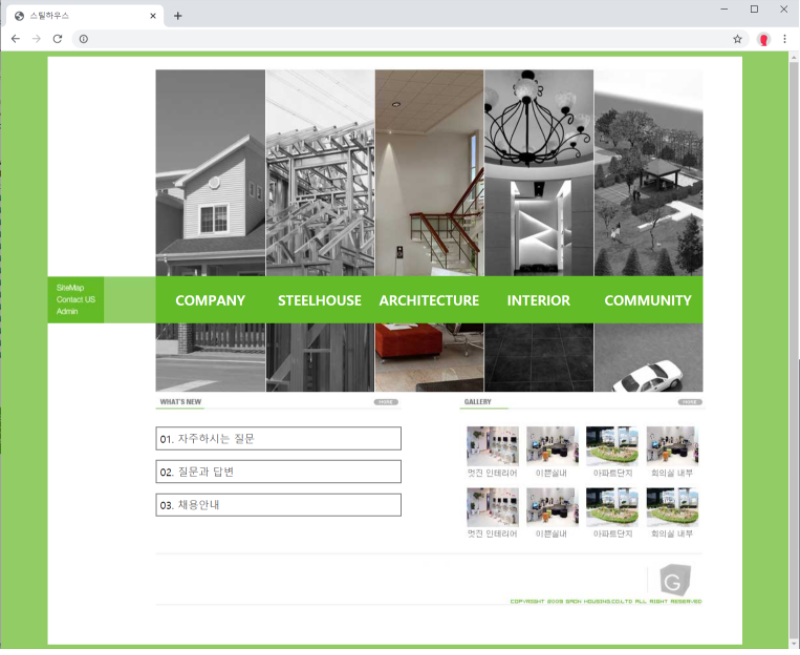 스틸하우스
SiteMap
Contact US
Admin
COMPANY STEELHOUSE ARCHITECTURE INTERIOR COMMUNITY
WHAT'S NEW MORE
GALLERY MORE
01. 자주하시는 질문
02. 질문과 답변
03. 채용안내
멋진 인테리어 이쁜실내 아파트단지 회의실 내부
멋진 인테리어 이쁜실내 아파트단지 회의실 내부
G
COPYRIGHT HOUSING.CO.LTD ALL RIGHT RESERVED